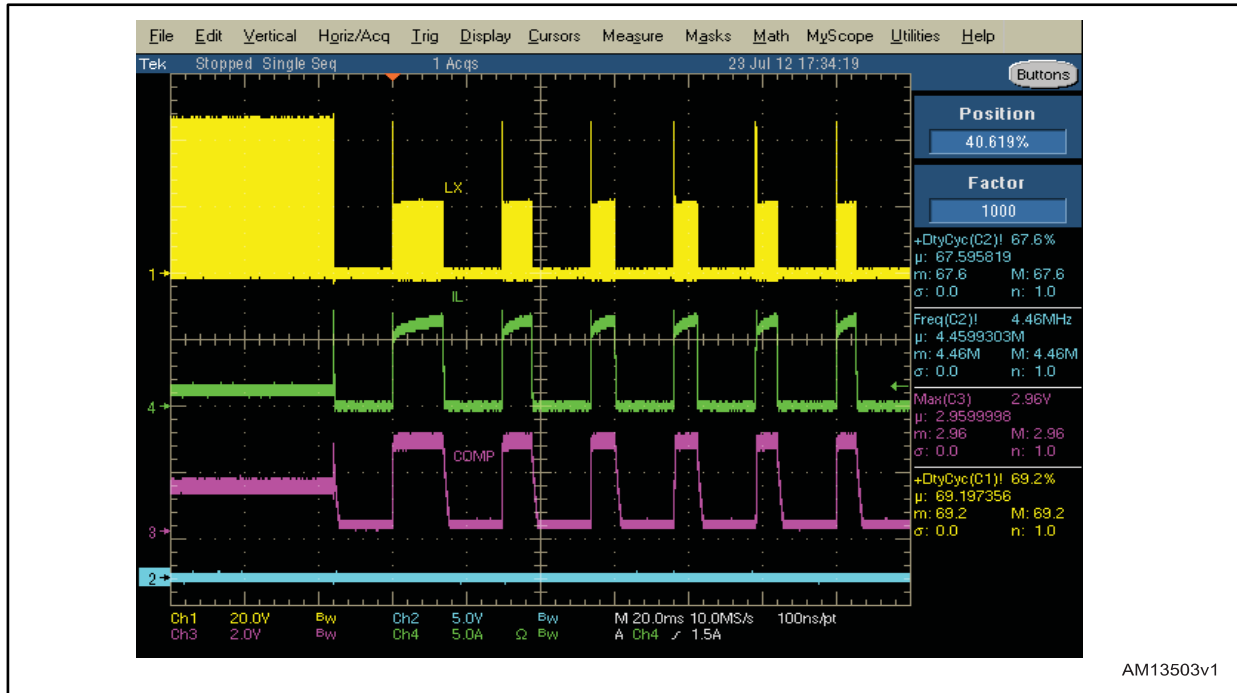 File Edit Vertical Horiz/Acq Trig Display Cursors Measure Masks Math MyScope Utilities Help
Tek Stopped Single Seq 1 Acqs 23 Jul 12 17:34:19
Buttons
Position
40.619%
Factor
1000
+DtyCyc(C2)! 67.6%
µ: 67.595819
m: 67.6 M: 67.6
σ: 0.0 n: 1.0
Freq(C2)! 4.46MHz
µ: 4.4599303M
m: 4.46M M: 4.46M
σ: 0.0 n: 1.0
Max(C3) 2.96V
µ: 2.9599998
m: 2.96 M: 2.96
σ: 0.0 n: 1.0
+DtyCyc(C1)! 69.2%
µ: 69.197356
m: 69.2 M: 69.2
σ: 0.0 n: 1.0
LX
1
IL
4
COMP
3
2
Ch1 20.0V Bw Ch2 5.0V Bw M 20.0ms 10.0MS/s 100ns/pt
Ch3 2.0V Bw Ch4 5.0A Ω Bw A Ch4 ⁄ 1.5A
AM13503v1